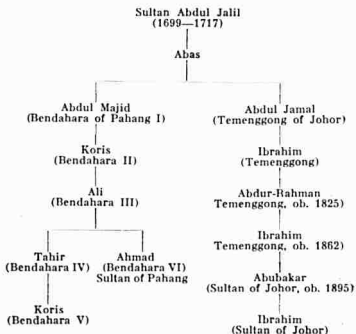 Sultan Abdul Jalil
(1699—1717)
Abas
Abdul Majid
(Bendahara of Pahang I)
Koris
(Bendahara II)
Ali
(Bendahara III)
Tahir
(Bendahara IV)
Koris
(Bendahara V)
Ahmad
(Bendahara VI)
Sultan of Pahang
Abdul Jamal
(Temenggong of Johor)
Ibrahim
(Temenggong)
Abdur-Rahman
Temenggong, ob. 1825)
Ibrahim
Temenggong, ob. 1862)
Abubakar
(Sultan of Johor, ob. 1895)
Ibrahim
(Sultan of Johor)